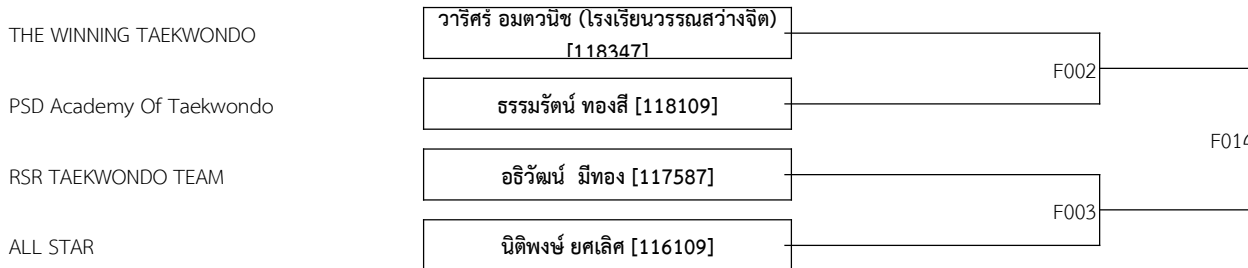 THE WINNING TAEKWONDO
วาริศร์ อมตวนิช (โรงเรียนวรรณสว่างจิต)
[118347]
F002
PSD Academy Of Taekwondo
ธรรมรัตน์ ทองสี [118109]
F014
RSR TAEKWONDO TEAM
อธิวัฒน์ มีทอง [117587]
F003
ALL STAR
นิติพงษ์ ยศเลิศ [116109]